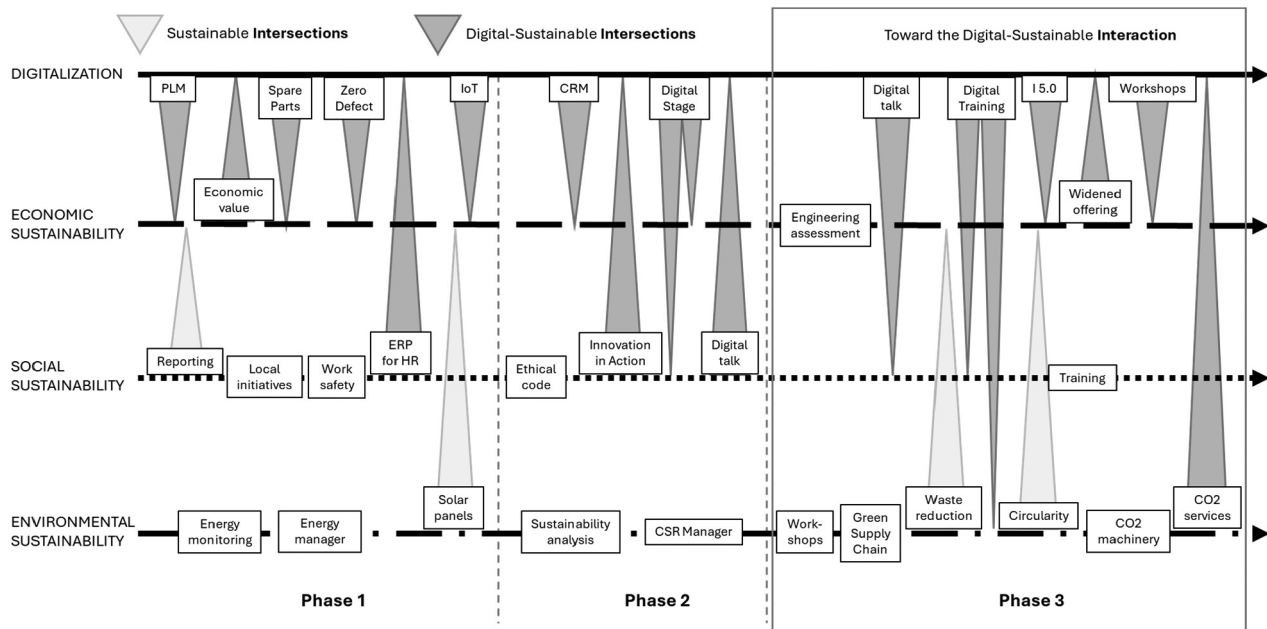 Sustainable Intersections
Digital-Sustainable Intersections
Toward the Digital-Sustainable Interaction
DIGITALIZATION
PLM
Spare
Parts
Zero
Defect
IoT
CRM
Digital
Stage
Digital
talk
Digital
Training
I 5.0
Workshops
Economic
value
Widened
offering
ECONOMIC
SUSTAINABILITY
Engineering
assessment
Reporting
Local
initiatives
Work
safety
ERP
for HR
Ethical
code
Innovation
in Action
Digital
talk
SOCIAL
SUSTAINABILITY
Training
Solar
panels
Waste
reduction
Circularity
CO2
services
ENVIRONMENTAL
SUSTAINABILITY
Energy
monitoring
Energy
manager
Sustainability
analysis
CSR Manager
Work-
shops
Green
Supply
Chain
CO2
machinery
Phase 1
Phase 2
Phase 3